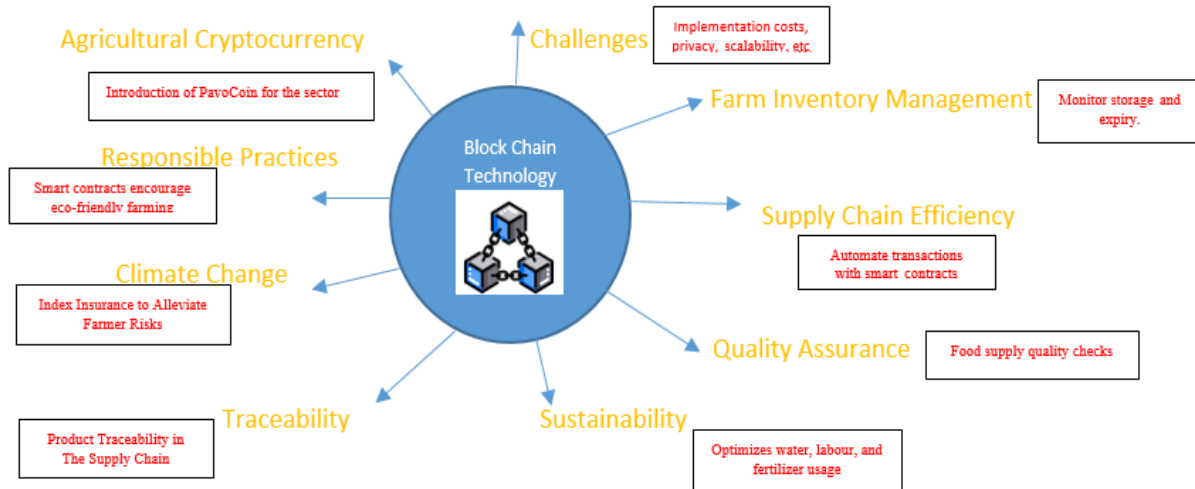 Agricultural Cryptocurrency
Introduction of PavoCoin for the sector
Challenges
Implementation costs,
privacy, scalability, etc.
Farm Inventory Management
Monitor storage and
expiry.
Block Chain
Technology
Responsible Practices
Smart contracts encourage
eco-friendly farming
Supply Chain Efficiency
Automate transactions
with smart contracts
Climate Change
Index Insurance to Alleviate
Farmer Risks
Quality Assurance
Food supply quality checks
Traceability
Product Traceability in
The Supply Chain
Sustainability
Optimizes water, labour, and
fertilizer usage